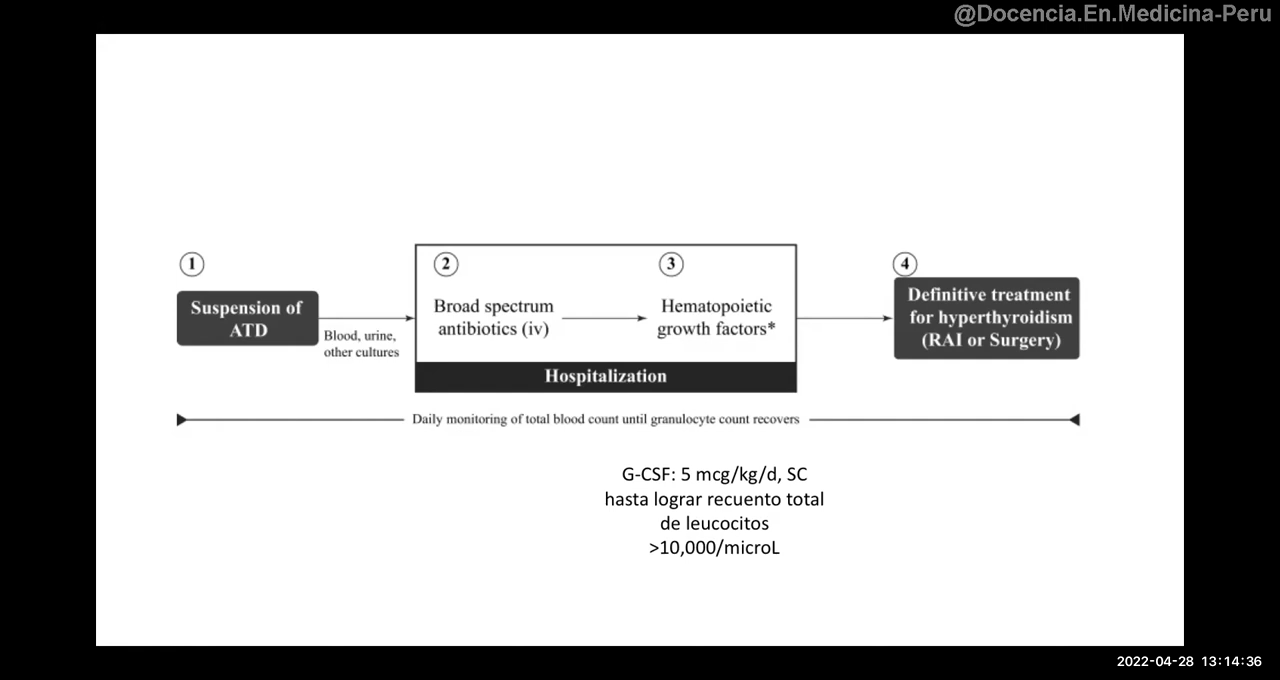 @Docencia.En.Medicina-Peru
1
Suspension of
ATD
Blood, urine,
other cultures
2
Broad spectrum
antibiotics (iv)
3
Hematopoietic
growth factors*
Hospitalization
4
Definitive treatment
for hyperthyroidism
(RAI or Surgery)
Daily monitoring of total blood count until granulocyte count recovers
G-CSF: 5 mcg/kg/d, SC
hasta lograr recuento total
de leucocitos
>10,000/microL
2022-04-28 13:14:36